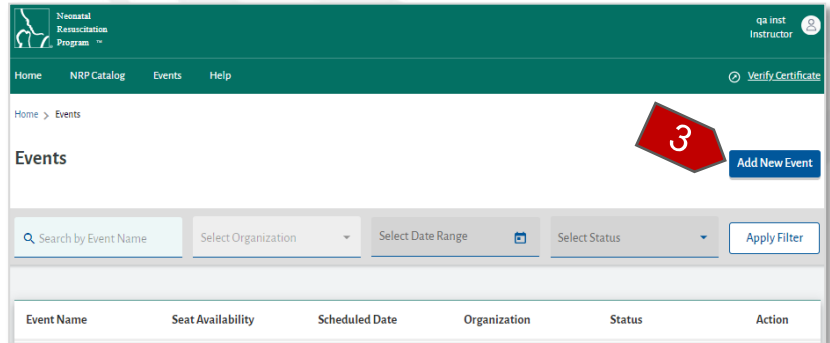 Neonatal
Resuscitation
Program ™
qa inst
Instructor
Home NRP Catalog Events Help Verify Certificate
Home > Events
3
Events
Add New Event
Search by Event Name Select Organization Select Date Range Select Status Apply Filter
Event Name Seat Availability Scheduled Date Organization Status Action